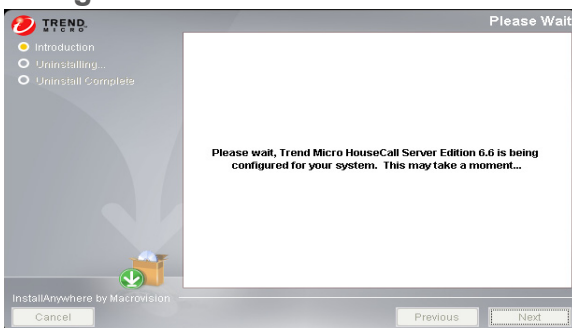 TREND
MICRO
Please Wait
Introduction
Uninstalling...
Uninstall Complete
Please wait, Trend Micro HouseCall Server Edition 6.6 is being
configured for your system. This may take a moment...
InstallAnywhere by Macrovision
Cancel
Previous
Next